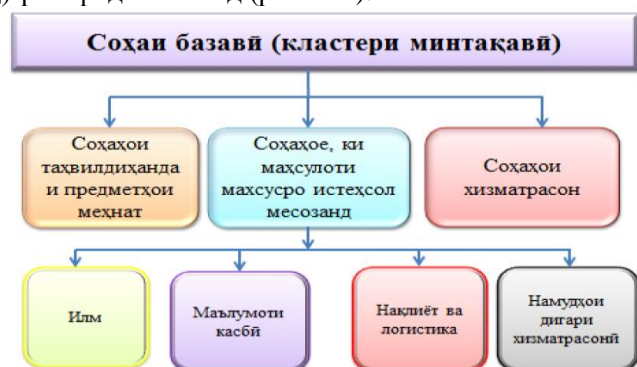 Соҳаи базавӣ (кластери минтақавӣ)
Соҳаҳои
таҳвилдиҳанда
и предметҳои
меҳнат
Соҳаҳое, ки
маҳсулоти
махсусро истеҳсол
месозанд
Соҳаҳои
хизматрасон
Илм
Маълумоти
касбӣ
Нақлиёт ва
логистика
Намудҳои
дигари
хизматрасонӣ